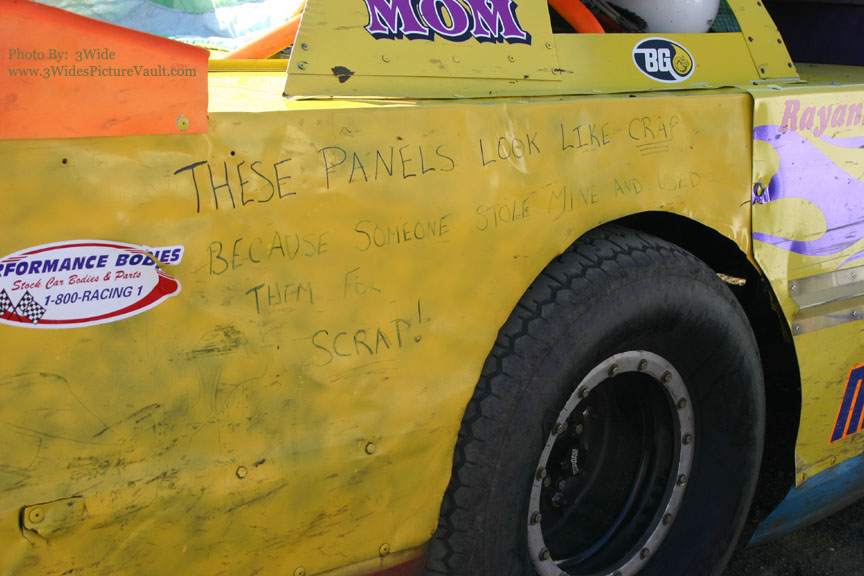 Photo By: 3Wide
www.3WidesPictureVault.com
MOM
BG
Rayan
THESE PANELS LOOK LIKE CRAP
BECAUSE SOMEONE STOLE MINE AND USED
THEM FOR
SCRAP!
RFORMANCE BODIES
Stock Car Bodies & Parts
1-800-RACING 1